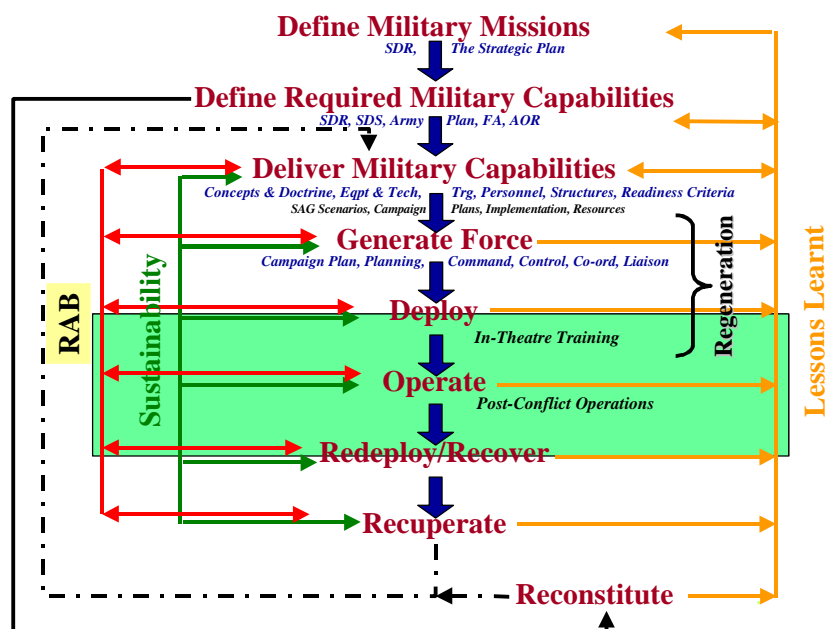 Define Military Missions
SDR, The Strategic Plan
Define Required Military Capabilities
SDR, SDS, Army Plan, FA, AOR
Deliver Military Capabilities
Concepts & Doctrine, Eqpt & Tech, Trg, Personnel, Structures, Readiness Criteria
SAG Scenarios, Campaign Plans, Implementation, Resources
Generate Force
Campaign Plan, Planning, Command, Control, Co-ord, Liaison
Deploy
In-Theatre Training
Operate
Post-Conflict Operations
Redeploy/Recover
Recuperate
Reconstitute
RAB
Sustainability
Regeneration
Lessons Learnt